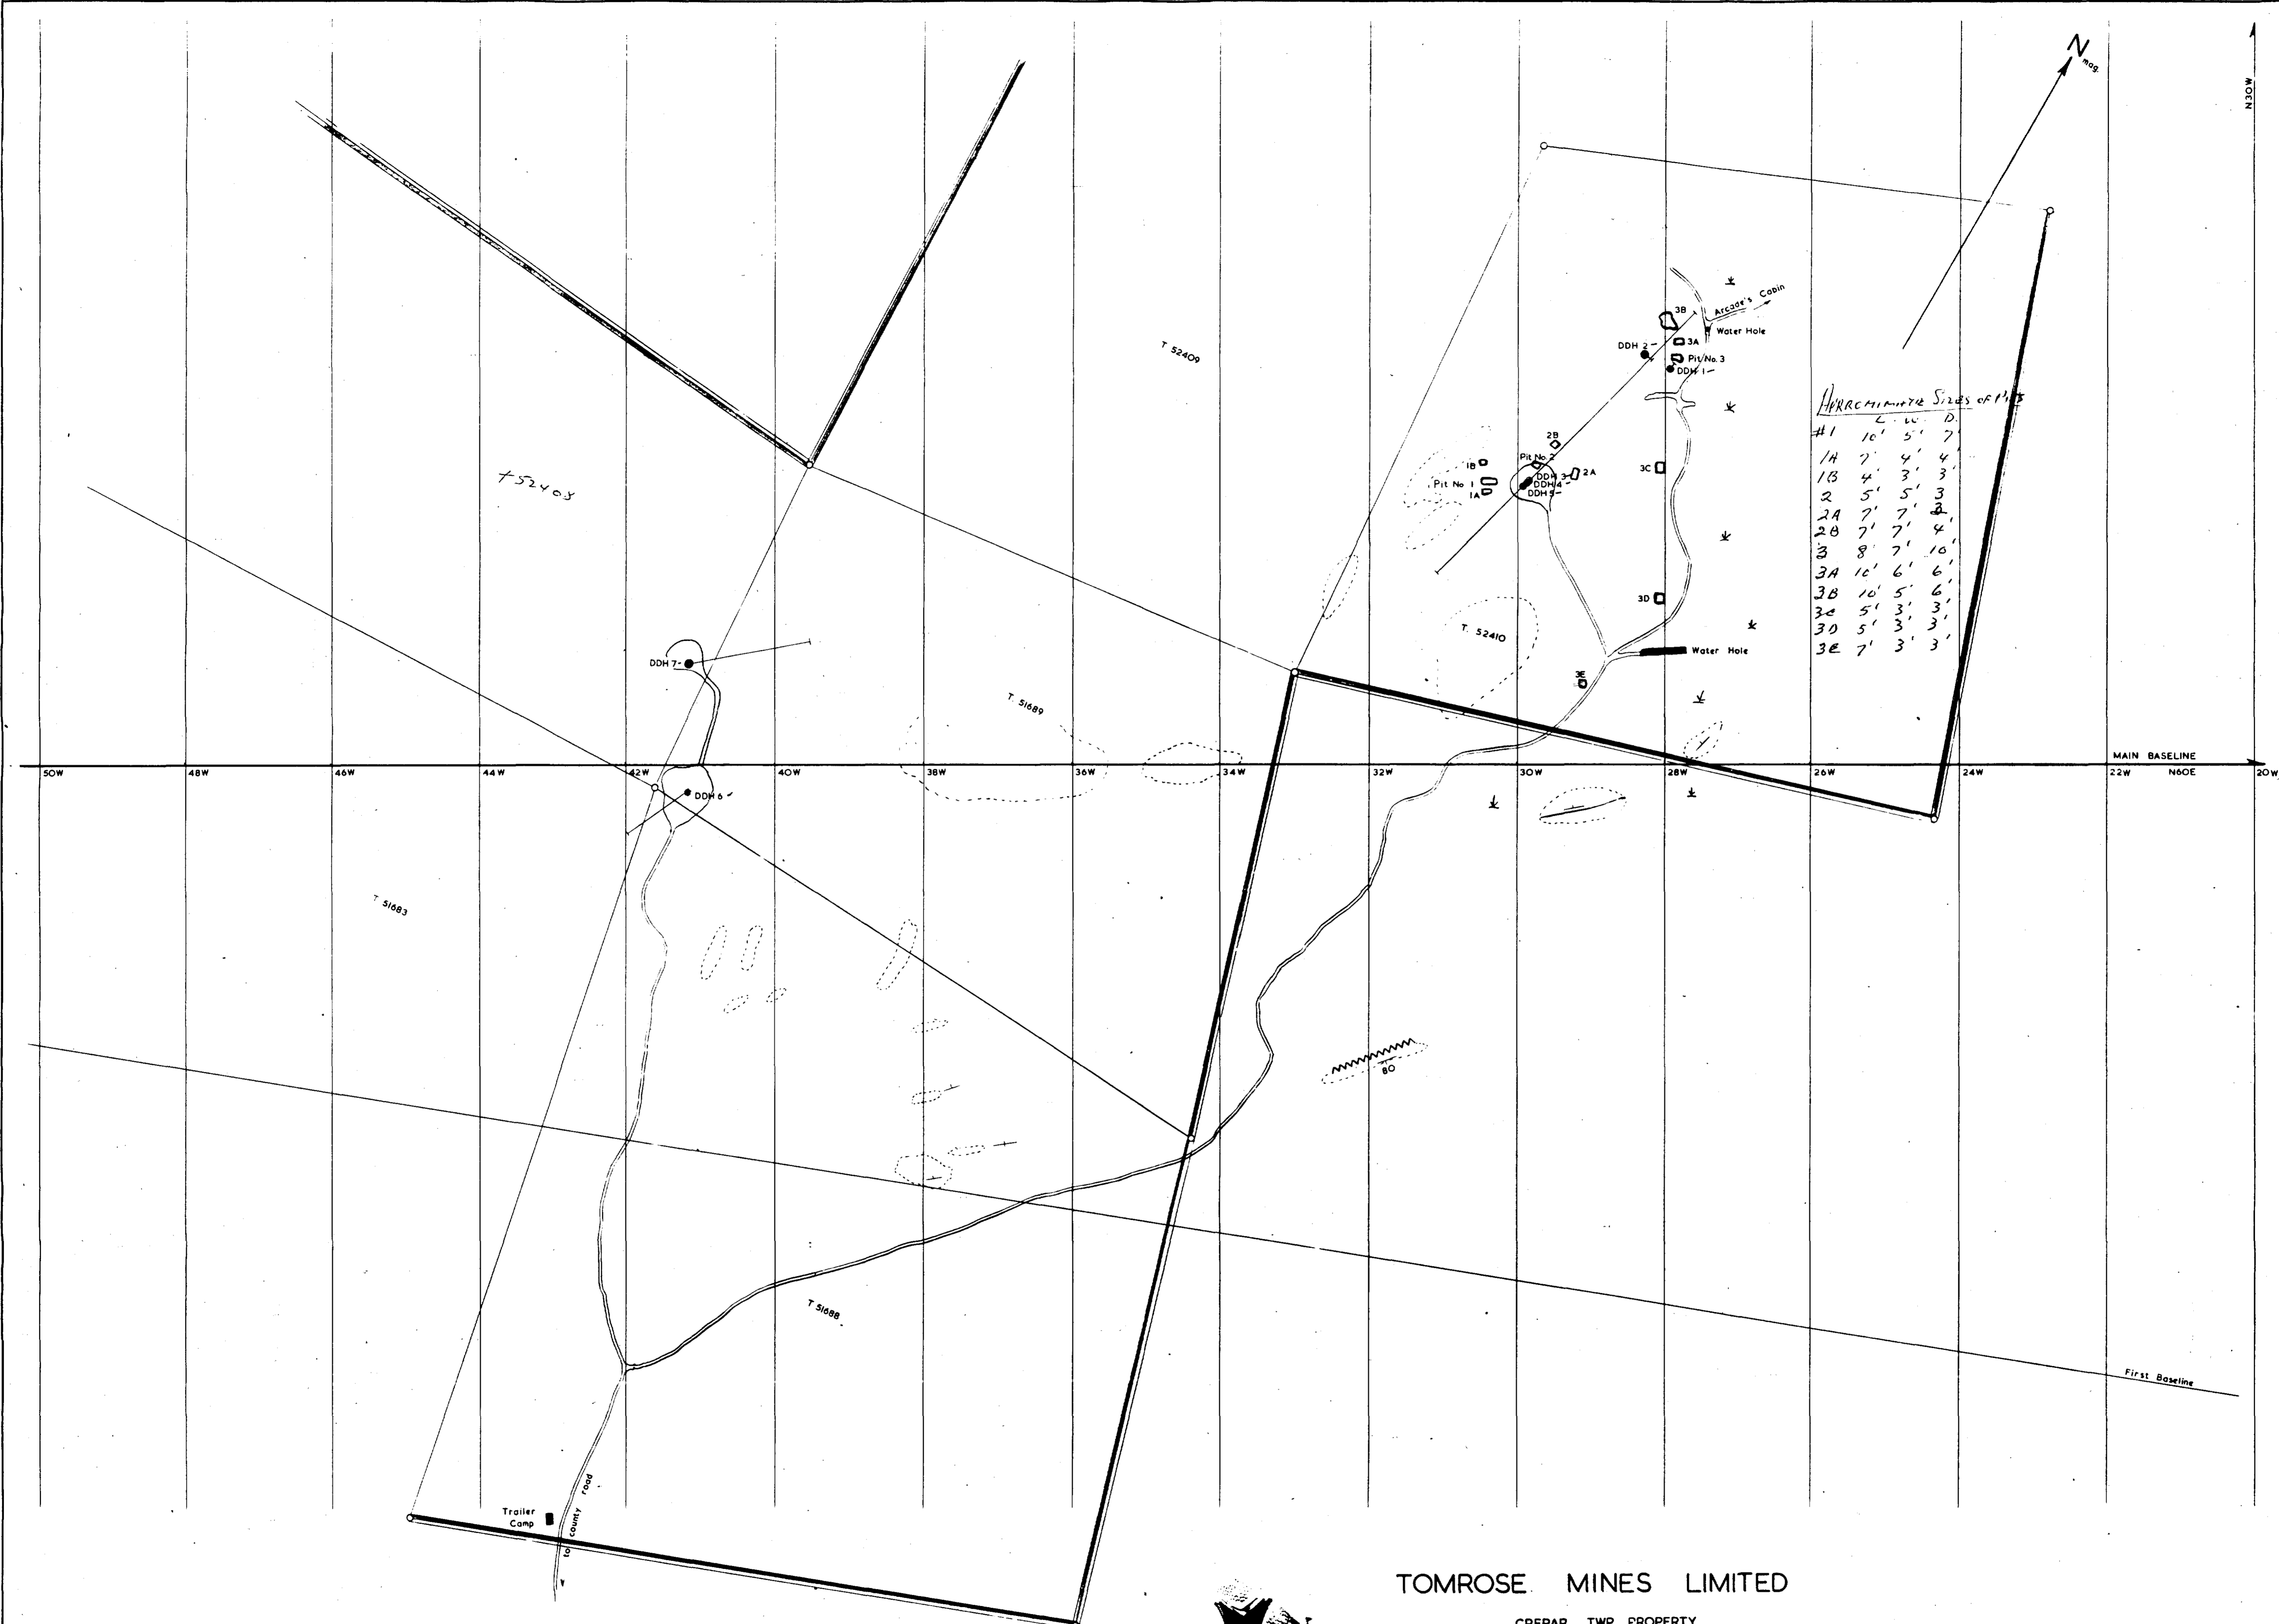 N
mag.
N30W
Arcade's Cabin
3B
Water Hole
DDH 2
3A
Pit No. 3
DDH 1
T 52409
Sizes of
L. W. D.
#1 10' 5' 7'
1A 7' 4' 4'
1B 4' 3' 3'
2 5' 5' 3
2A 7' 7'
2B 7' 7' 4'
3 8' 7' 10'
3A 10' 6' 6'
3B 10' 5' 6'
3C 5' 3' 3'
3D 5' 3' 3'
3E 7' 3' 3'
2B
1B
Pit No. 2
2A
3C
DDH 3
Pit No 1
DDH 4
1A
DDH 5
T 52408
3D
T. 52410
Water Hole
DDH 7
3E
T. 51689
MAIN BASELINE
50W 48W 46W 44W 42W 40W 38W 36W 34W 32W 30W 28W 26W 24W 22W N60E 20W
DDH 6
T 51683
80
T 51688
First Baseline
Trailer
Camp
to county road
TOMROSE MINES LIMITED
CREPAR TWP. PROPERTY